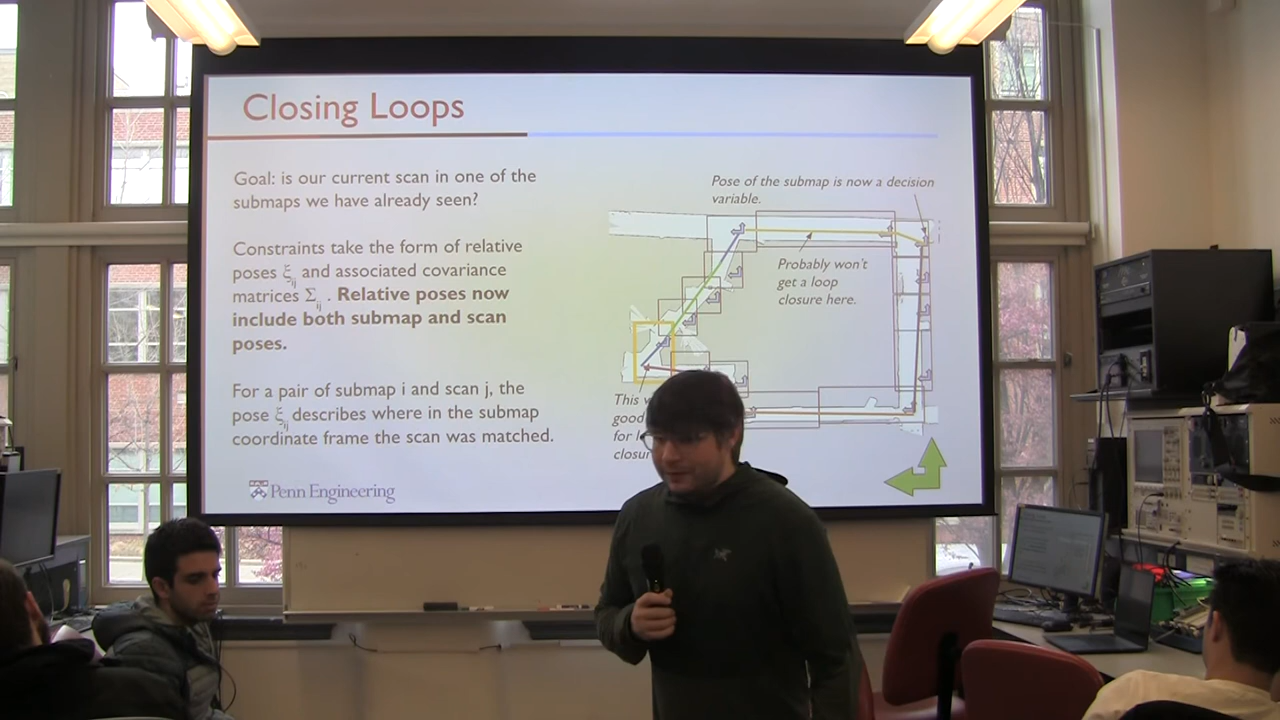 Closing Loops
Goal: is our current scan in one of the
submaps we have already seen?
Constraints take the form of relative
poses ξij and associated covariance
matrices Σij . Relative poses now
include both submap and scan
poses.
For a pair of submap i and scan j, the
pose ξij describes where in the submap
coordinate frame the scan was matched.
Pose of the submap is now a decision
variable.
Probably won't
get a loop
closure here.
This
good
for
Penn Engineering